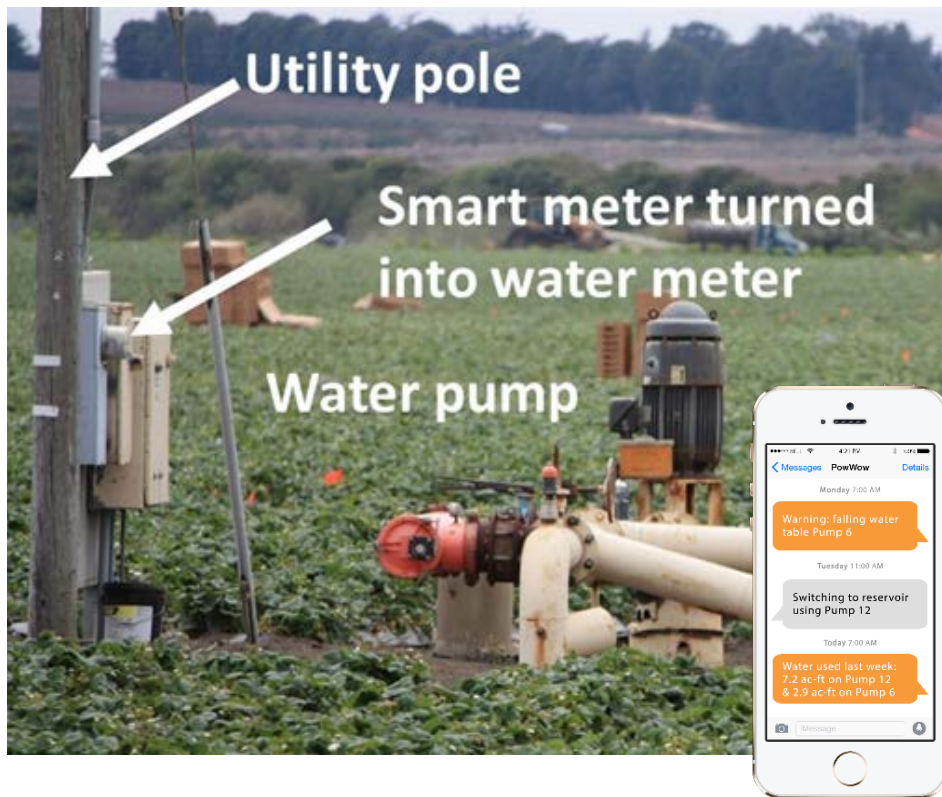 Utility pole
Smart meter turned
into water meter
Water pump
4:21 PM
Messages
PowWow
Details
Monday 7:00 AM
Warning: falling water
table Pump 6
Tuesday 11:00 AM
Switching to reservoir
using Pump 12
Today 7:00 AM
Water used last week:
7.2 ac-ft on Pump 12
& 2.9 ac-ft on Pump 6
iMessage